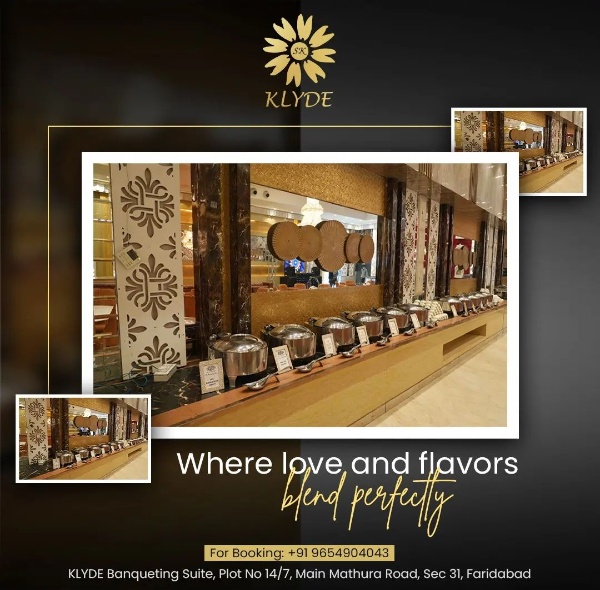 SK
KLYDE
Where love and flavors
blend perfectly
For Booking: +91 9654904043
KLYDE Banqueting Suite, Plot No 14/7, Main Mathura Road, Sec 31, Faridabad